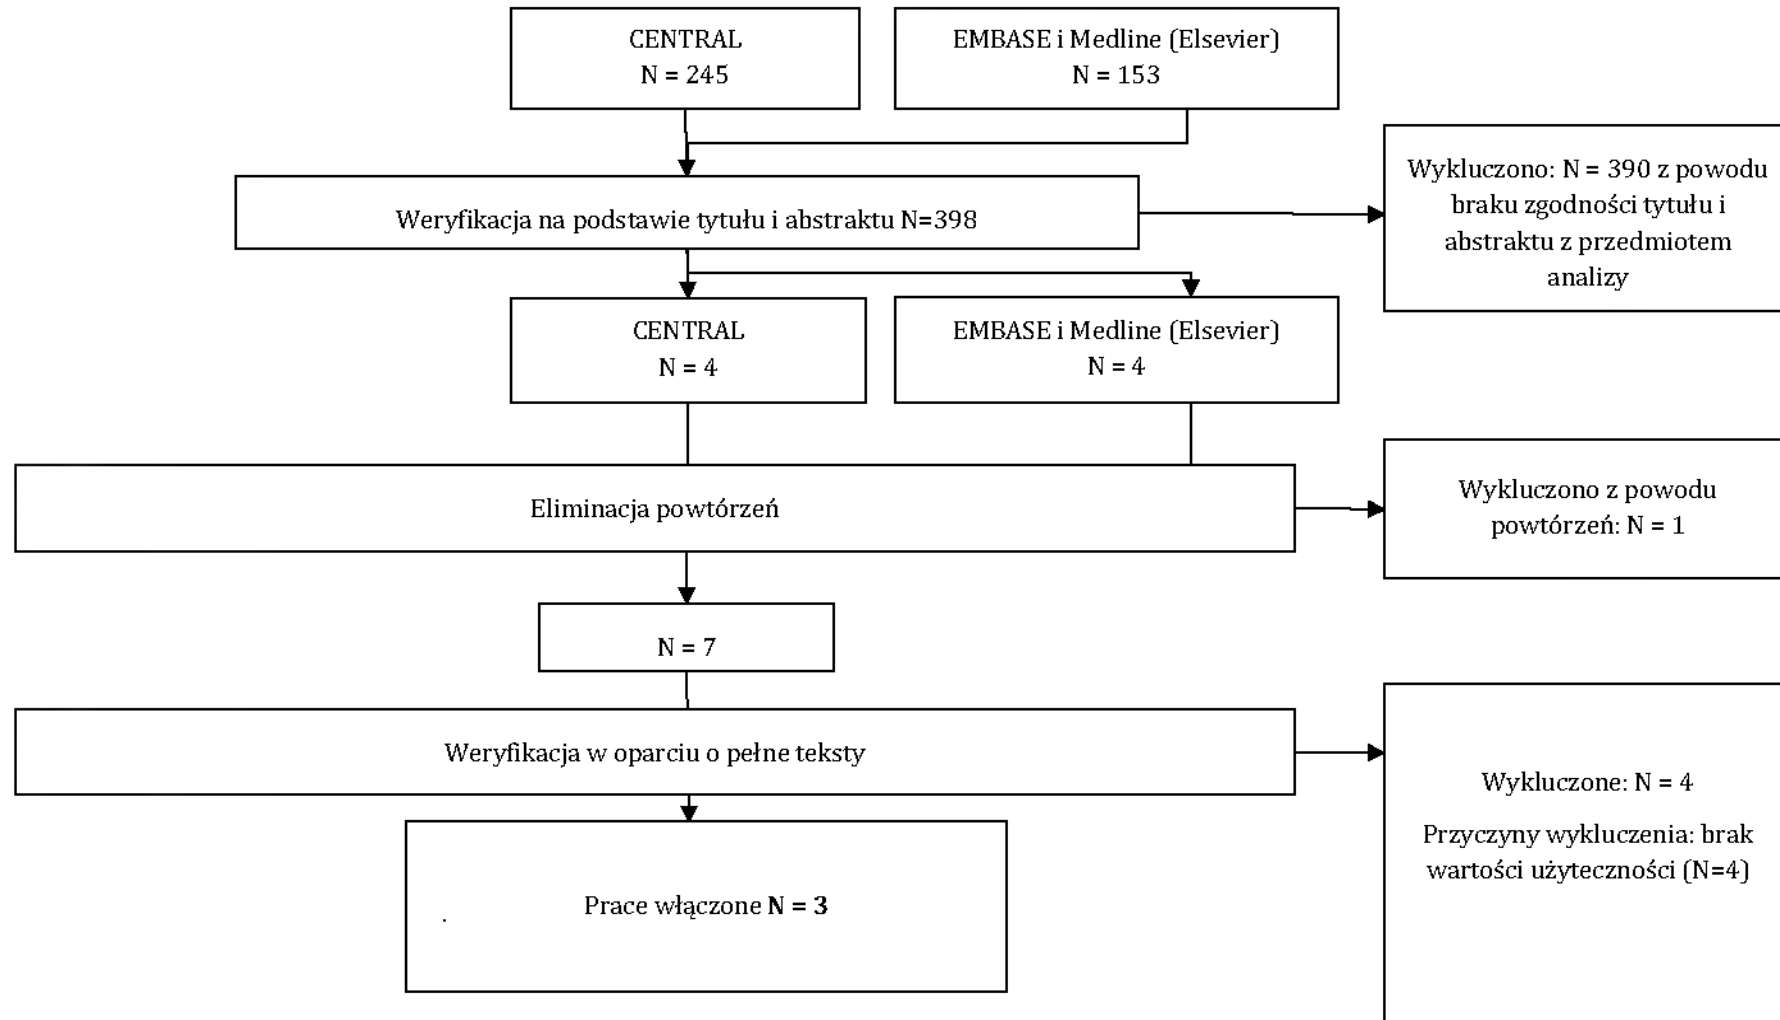 CENTRAL
N = 245
EMBASE i Medline (Elsevier)
N = 153
Wykluczono: N = 390 z powodu
braku zgodności tytułu i
abstraktu z przedmiotem
analizy
Weryfikacja na podstawie tytułu i abstraktu N=398
CENTRAL
N = 4
EMBASE i Medline (Elsevier)
N = 4
Eliminacja powtórzeń
Wykluczono z powodu
powtórzeń: N = 1
N = 7
Weryfikacja w oparciu o pełne teksty
Wykluczone: N = 4
Przyczyny wykluczenia: brak
wartości użyteczności (N=4)
Prace włączone N = 3